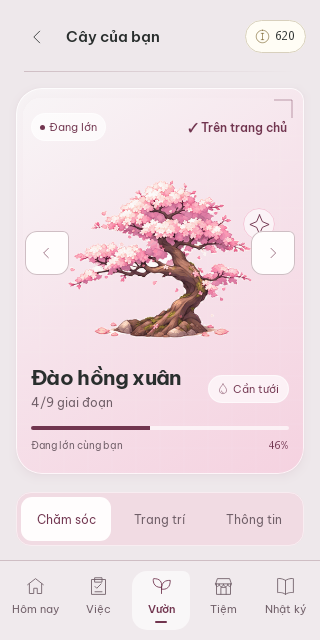 Cây của bạn
620
Đang lớn
✓ Trên trang chủ
Đào hồng xuân
4/9 giai đoạn
Cần tưới
Đang lớn cùng bạn
46%
Chăm sóc
Trang trí
Thông tin
Hôm nay
Việc
Vườn
Tiệm
Nhật ký